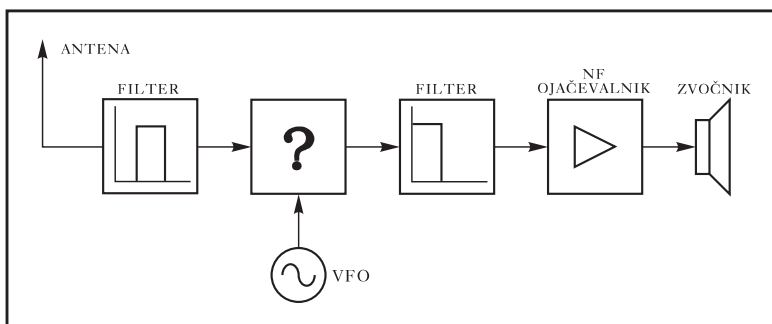 ANTENA
FILTER
?
FILTER
NF
OJAČEVALNIK
ZVOČNIK
VFO